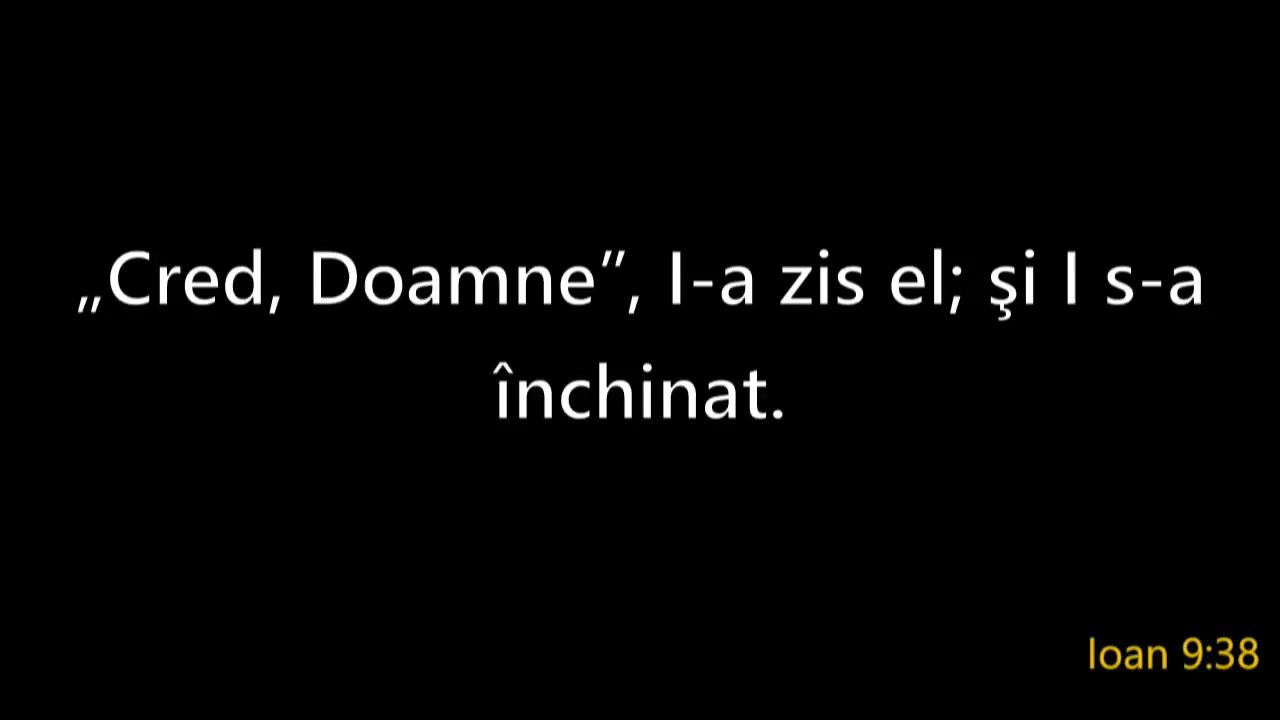 „Cred, Doamne”, I-a zis el; şi I s-a
închinat.
Ioan 9:38